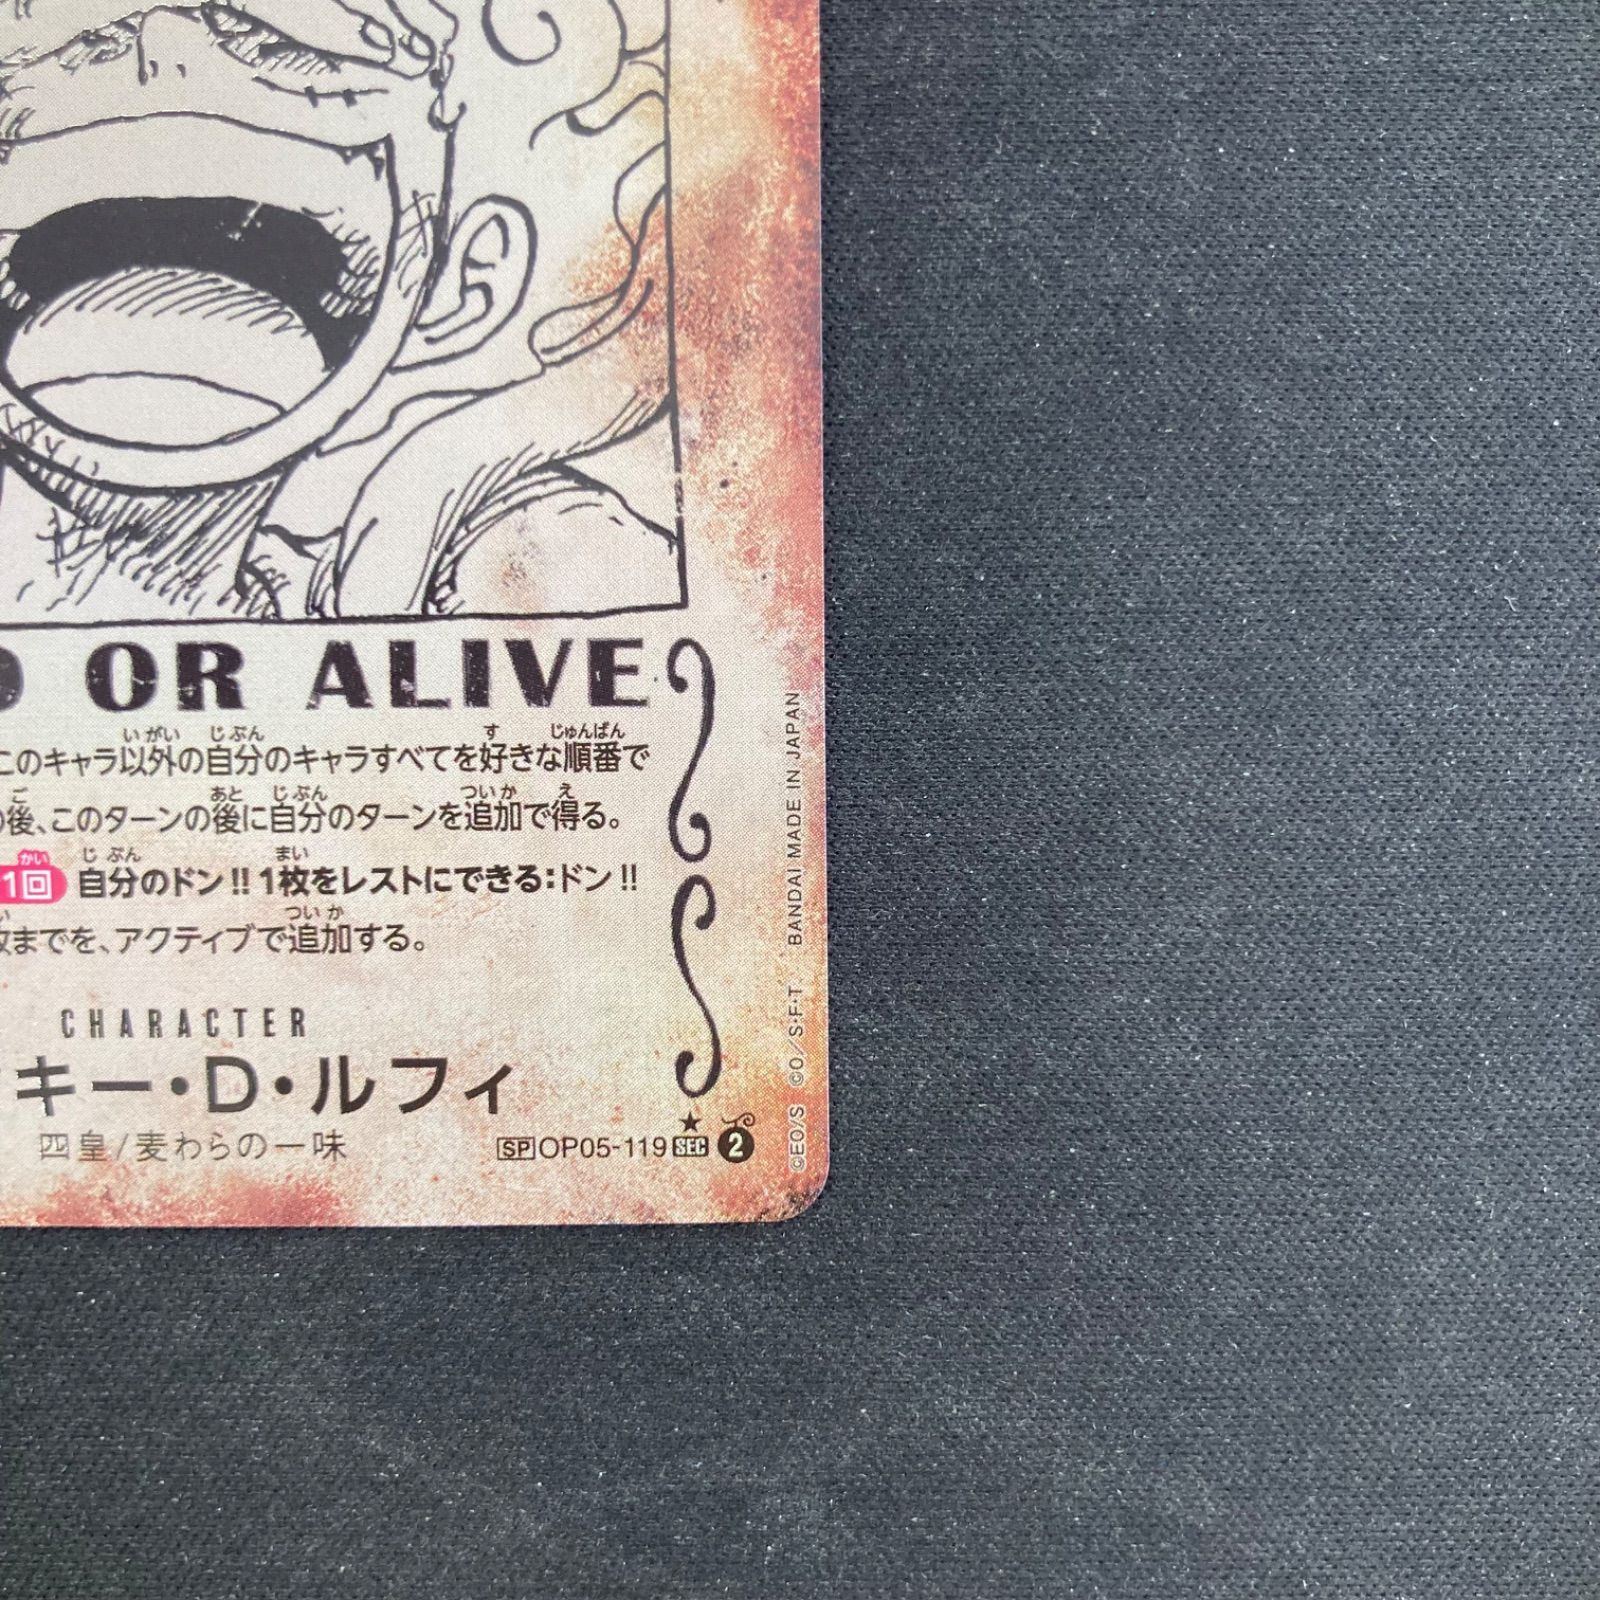 OR ALIVE
このキャラ以外の自分のキャラすべてを好きな順番で
後、このターンの後に自分のターンを追加で得る。
1回 自分のドン!!1枚をレストにできる:ドン!!
枚までを、アクティブで追加する。
CHARACTER
キー・D・ルフィ
四皇/麦わらの一味
SP OP05-119 SEC 2
©EO/S ©O/S・F・T BANDAI MADE IN JAPAN